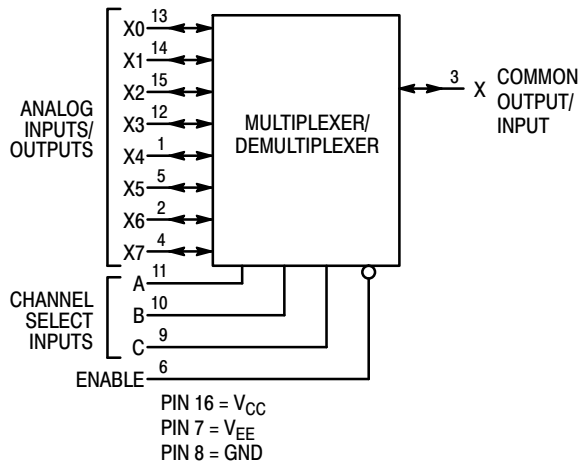 ANALOG
INPUTS/
OUTPUTS
X0 13
X1 14
X2 15
X3 12
X4 1
X5 5
X6 2
X7 4
MULTIPLEXER/
DEMULTIPLEXER
3 X COMMON
OUTPUT/
INPUT
CHANNEL
SELECT
INPUTS
A 11
B 10
C 9
ENABLE 6
PIN 16 = VCC
PIN 7 = VEE
PIN 8 = GND